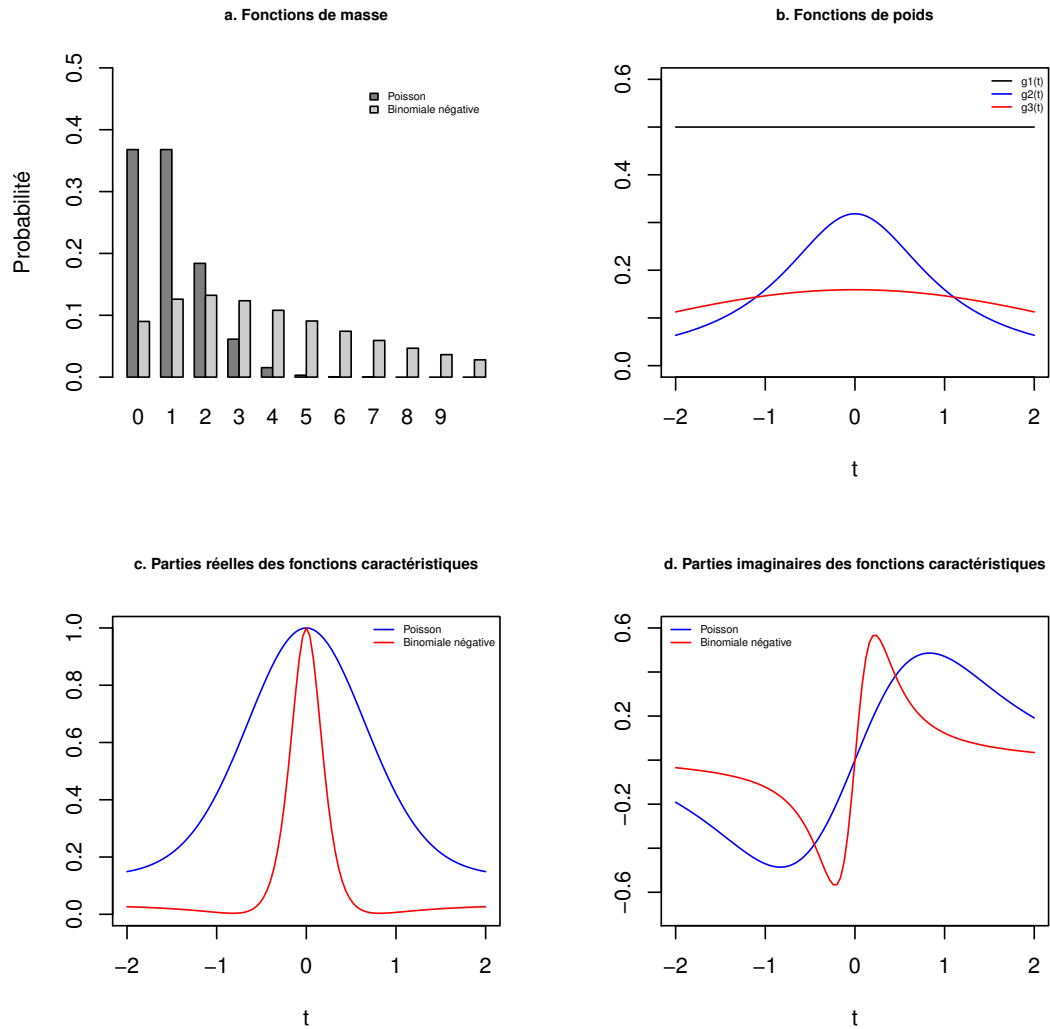 a. Fonctions de masse
Probabilité
0.5
0.4
0.3
0.2
0.1
0.0
Poisson
Binomiale négative
0 1 2 3 4 5 6 7 8 9
b. Fonctions de poids
0.6
0.4
0.2
0.0
g1(t)
g2(t)
g3(t)
−2 −1 0 1 2
t
c. Parties réelles des fonctions caractéristiques
1.0
0.8
0.6
0.4
0.2
0.0
Poisson
Binomiale négative
−2 −1 0 1 2
t
d. Parties imaginaires des fonctions caractéristiques
0.6
0.2
−0.2
−0.6
Poisson
Binomiale négative
−2 −1 0 1 2
t